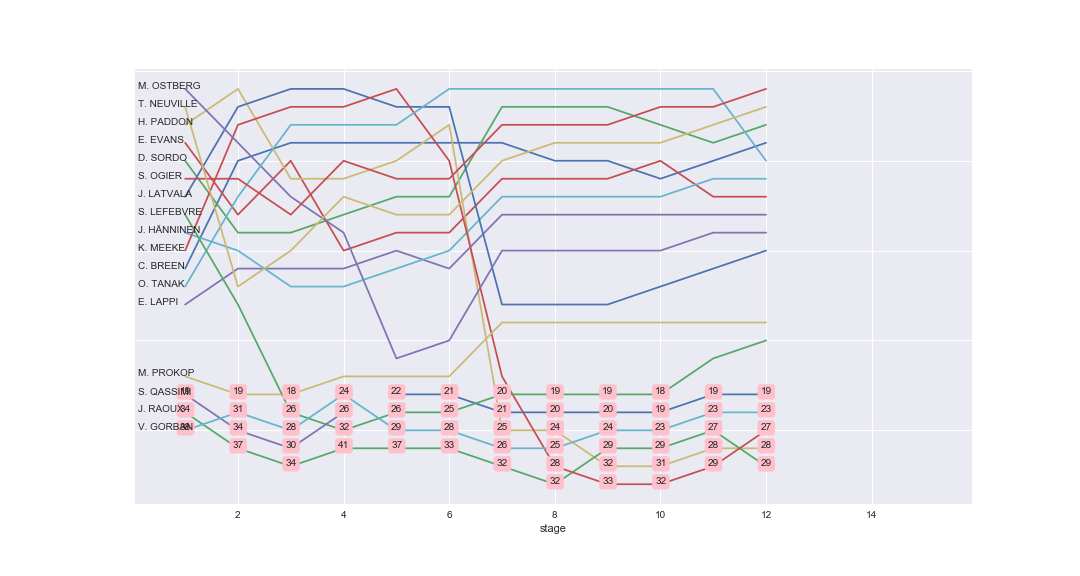 M. OSTBERG
T. NEUVILLE
H. PADDON
E. EVANS
D. SORDO
S. OGIER
J. LATVALA
S. LEFEBVRE
J. HÄNNINEN
K. MEEKE
C. BREEN
O. TANAK
E. LAPPI
M. PROKOP
S. QASSIMI 19 18 24 22 21 20 19 19 18 19 19
J. RAOUX 34 31 26 26 26 25 21 20 20 19 23 23
V. GORBAN 34 28 32 29 28 25 24 24 23 27 27
37 30 41 37 33 26 25 29 29 28 28
34 32 28 32 31 29 29
32 33 32
2 4 6 8 10 12 14
stage